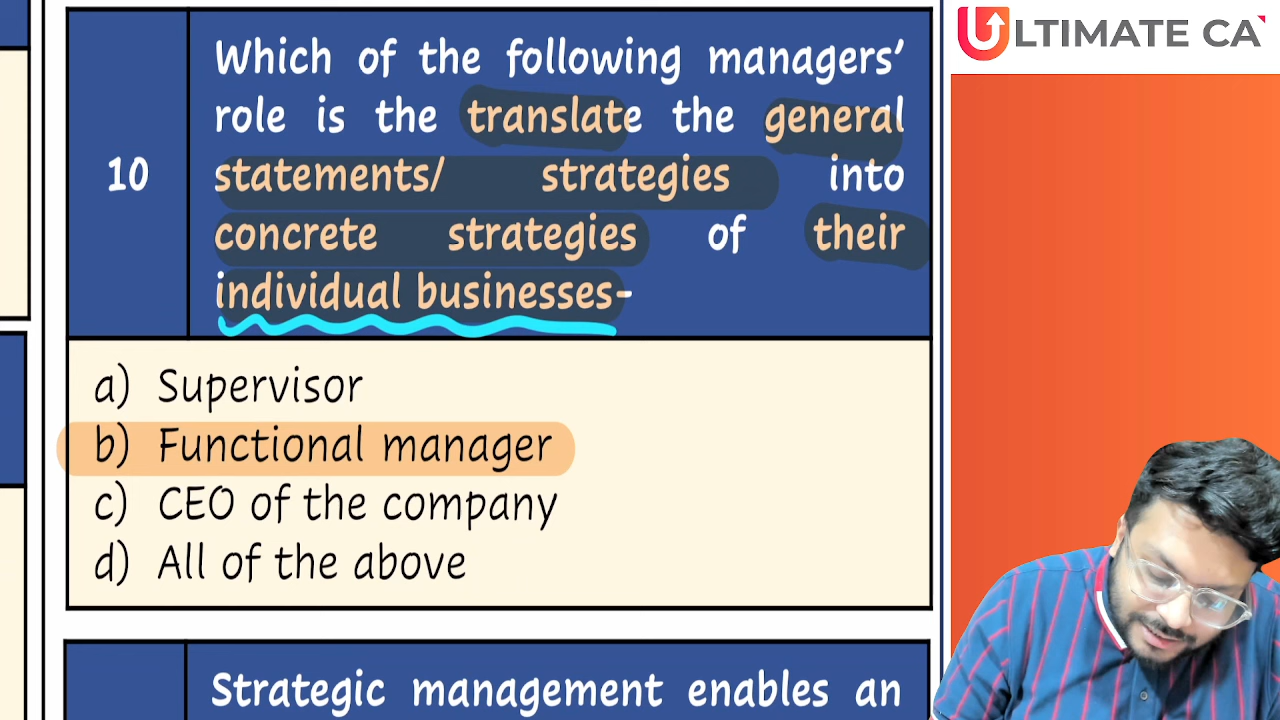 ULTIMATE CA
Which of the following managers’
role is the translate the general
10
statements/ strategies into
concrete strategies of their
individual businesses-
a) Supervisor
b) Functional manager
c) CEO of the company
d) All of the above
Strategic management enables an